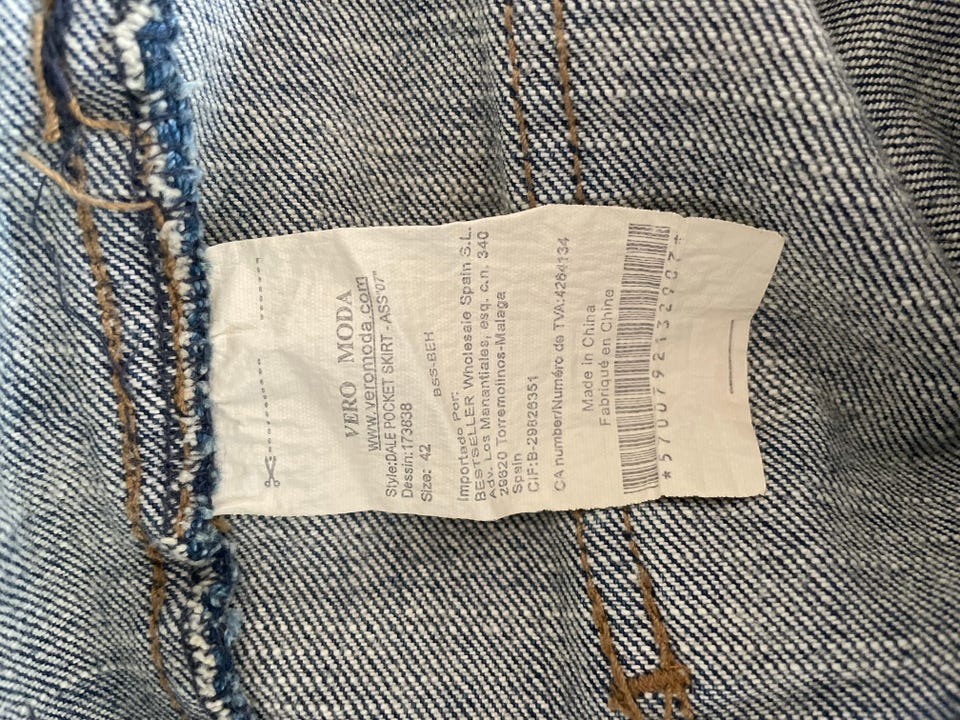 VERO MODA
www.veromoda.com
Style:DALE POCKET SKIRT - ASS'07"
Dessin:173838
BSS-BEH
Size: 42
Importado Por:
BESTSELLER Wholesale Spain S.L.
Adv. Los Manantiales, esq. c.n. 340
29620 Torremolinos-Malaga
Spain
CIF:B-29828351
CA number/Numéro de TVA:4264134
Made in China
Fabriqué en Chine
*5700792132907*